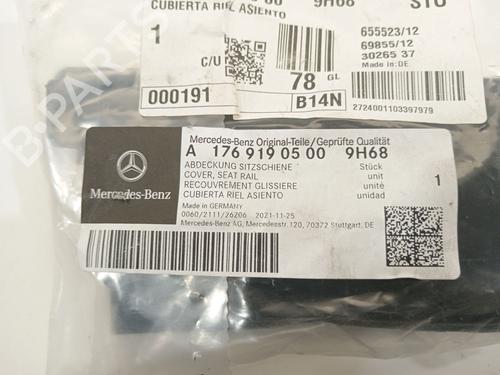 CUBIERTA RIEL ASIENTO
9H68
STO
1
C/U
78 GL
655523/12
69855/12
30265 37
Made in: DE
000191
B14N
2724001103397979
Mercedes-Benz Original-Teile/Geprüfte Qualität
A 176 919 05 00 9H68
ABDECKUNG SITZSCHIENE Stück
COVER, SEAT RAIL unit
RECOUVREMENT GLISSIERE unité
CUBIERTA RIEL ASIENTO unidad
1
Made in GERMANY
0060/2111/26206 2021-11-25
Mercedes-Benz AG, Mercedesstr. 120, 70372 Stuttgart, DE
Mercedes-Benz